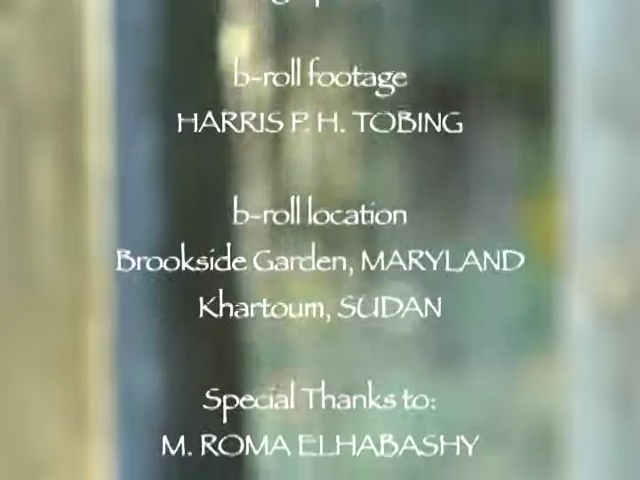 b-roll footage
HARRIS P. H. TOBING
b-roll location
Brookside Garden, MARYLAND
Khartoum, SUDAN
Special Thanks to:
M. ROMA ELHABASHY